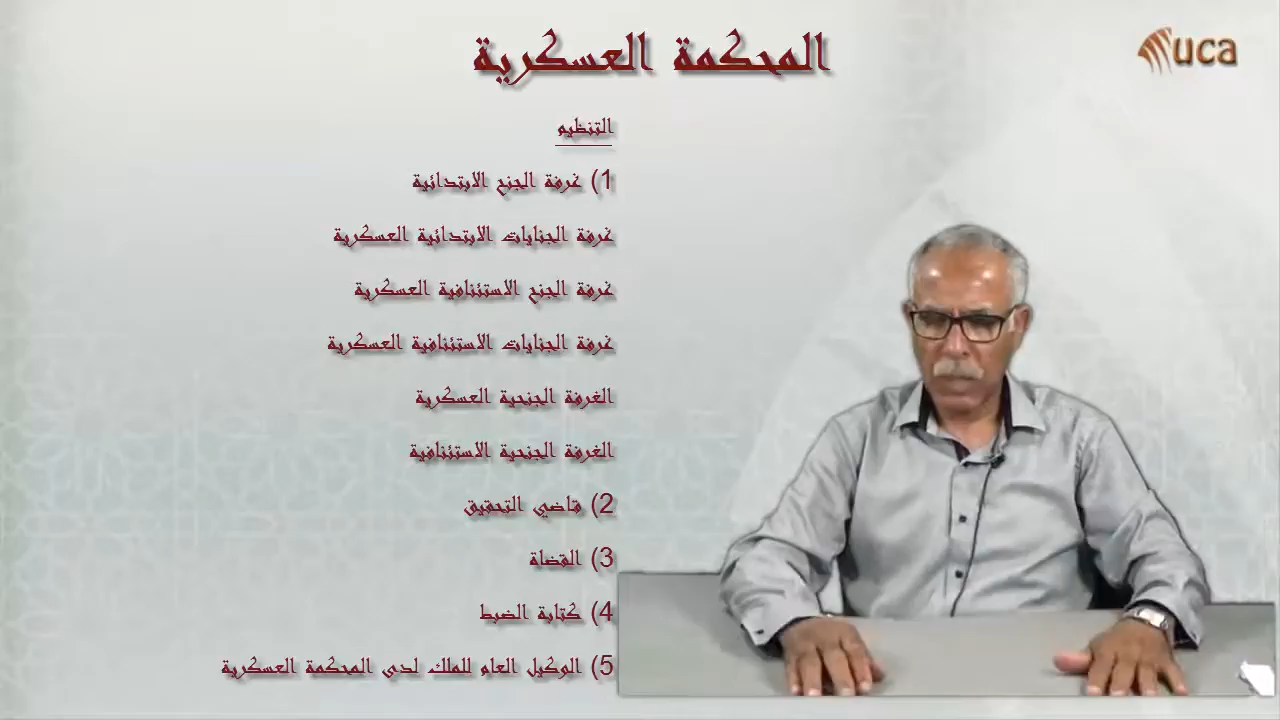 المحكمة العسكرية
uca
التنظيم
1) غرفة الجنح الابتدائية
غرفة الجنايات الابتدائية العسكرية
غرفة الجنح الاستئنافية العسكرية
غرفة الجنايات الاستئنافية العسكرية
الغرفة الجنحية العسكرية
الغرفة الجنحية الاستئنافية
2) قاضي التحقيق
3) القضاة
4) كتابة الضبط
5) الوكيل العام للملك لدى المحكمة العسكرية